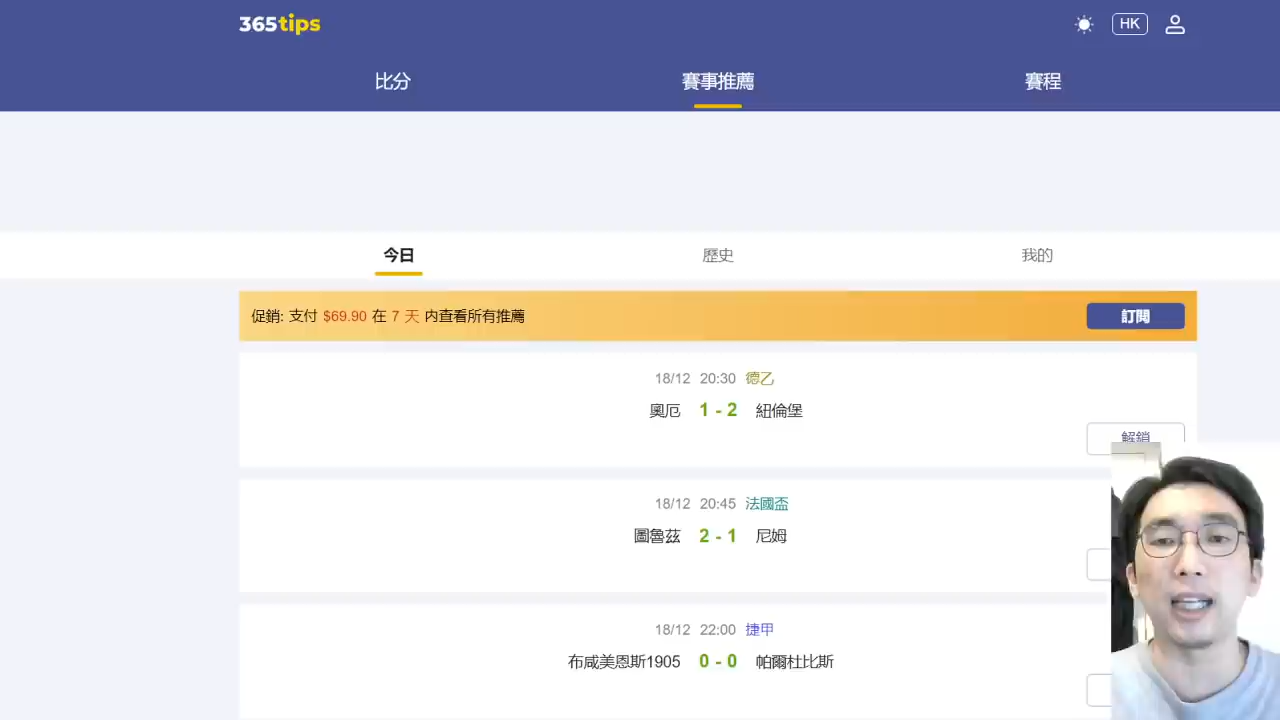 365tips
HK
比分 賽事推薦 賽程
今日 歷史 我的
促銷: 支付 $69.90 在 7 天 内查看所有推薦 訂閱
18/12 20:30 德乙
奧厄 1 - 2 紐倫堡
解鎖
18/12 20:45 法國盃
圖魯茲 2 - 1 尼姆
18/12 22:00 捷甲
布咸美恩斯1905 0 - 0 帕爾杜比斯